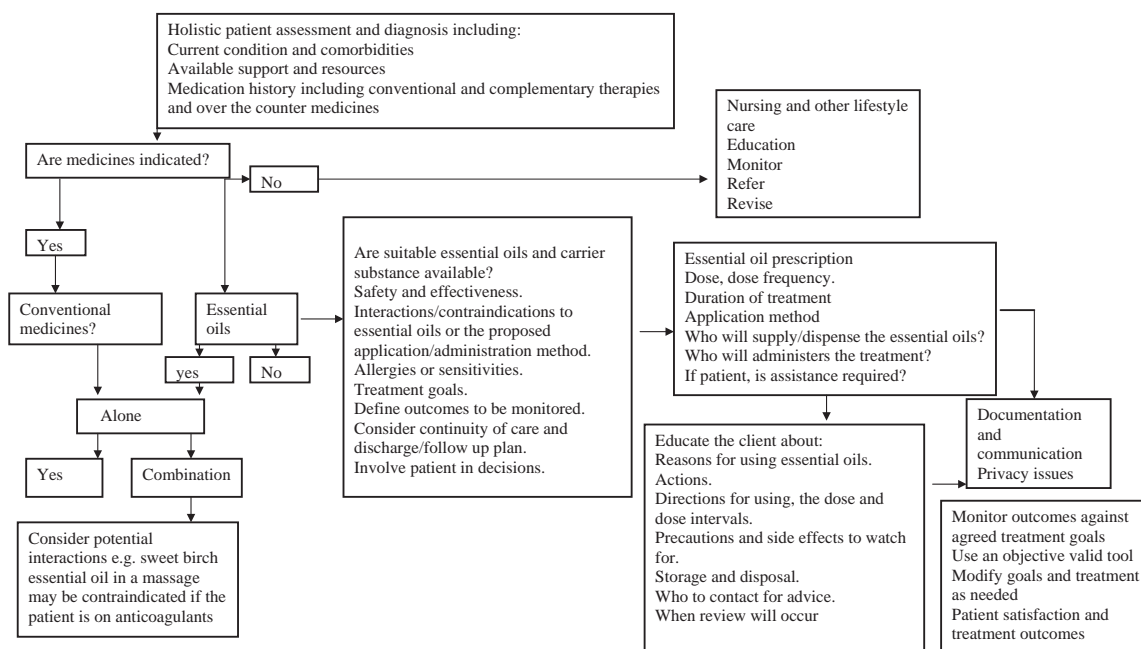 Holistic patient assessment and diagnosis including:
Current condition and comorbidities
Available support and resources
Medication history including conventional and complementary therapies
and over the counter medicines
Nursing and other lifestyle
care
Education
Monitor
Refer
Revise
Are medicines indicated?
No
Yes
Conventional
medicines?
Essential
oils
yes
No
Alone
Yes
Combination
Consider potential
interactions e.g. sweet birch
essential oil in a massage
may be contraindicated if the
patient is on anticoagulants
Are suitable essential oils and carrier
substance available?
Safety and effectiveness.
Interactions/contraindications to
essential oils or the proposed
application/administration method.
Allergies or sensitivities.
Treatment goals.
Define outcomes to be monitored.
Consider continuity of care and
discharge/follow up plan.
Involve patient in decisions.
Essential oil prescription
Dose, dose frequency.
Duration of treatment
Application method
Who will supply/dispense the essential oils?
Who will administers the treatment?
If patient, is assistance required?
Educate the client about:
Reasons for using essential oils.
Actions.
Directions for using, the dose and
dose intervals.
Precautions and side effects to watch
for.
Storage and disposal.
Who to contact for advice.
When review will occur
Documentation
and
communication
Privacy issues
Monitor outcomes against
agreed treatment goals
Use an objective valid tool
Modify goals and treatment
as needed
Patient satisfaction and
treatment outcomes